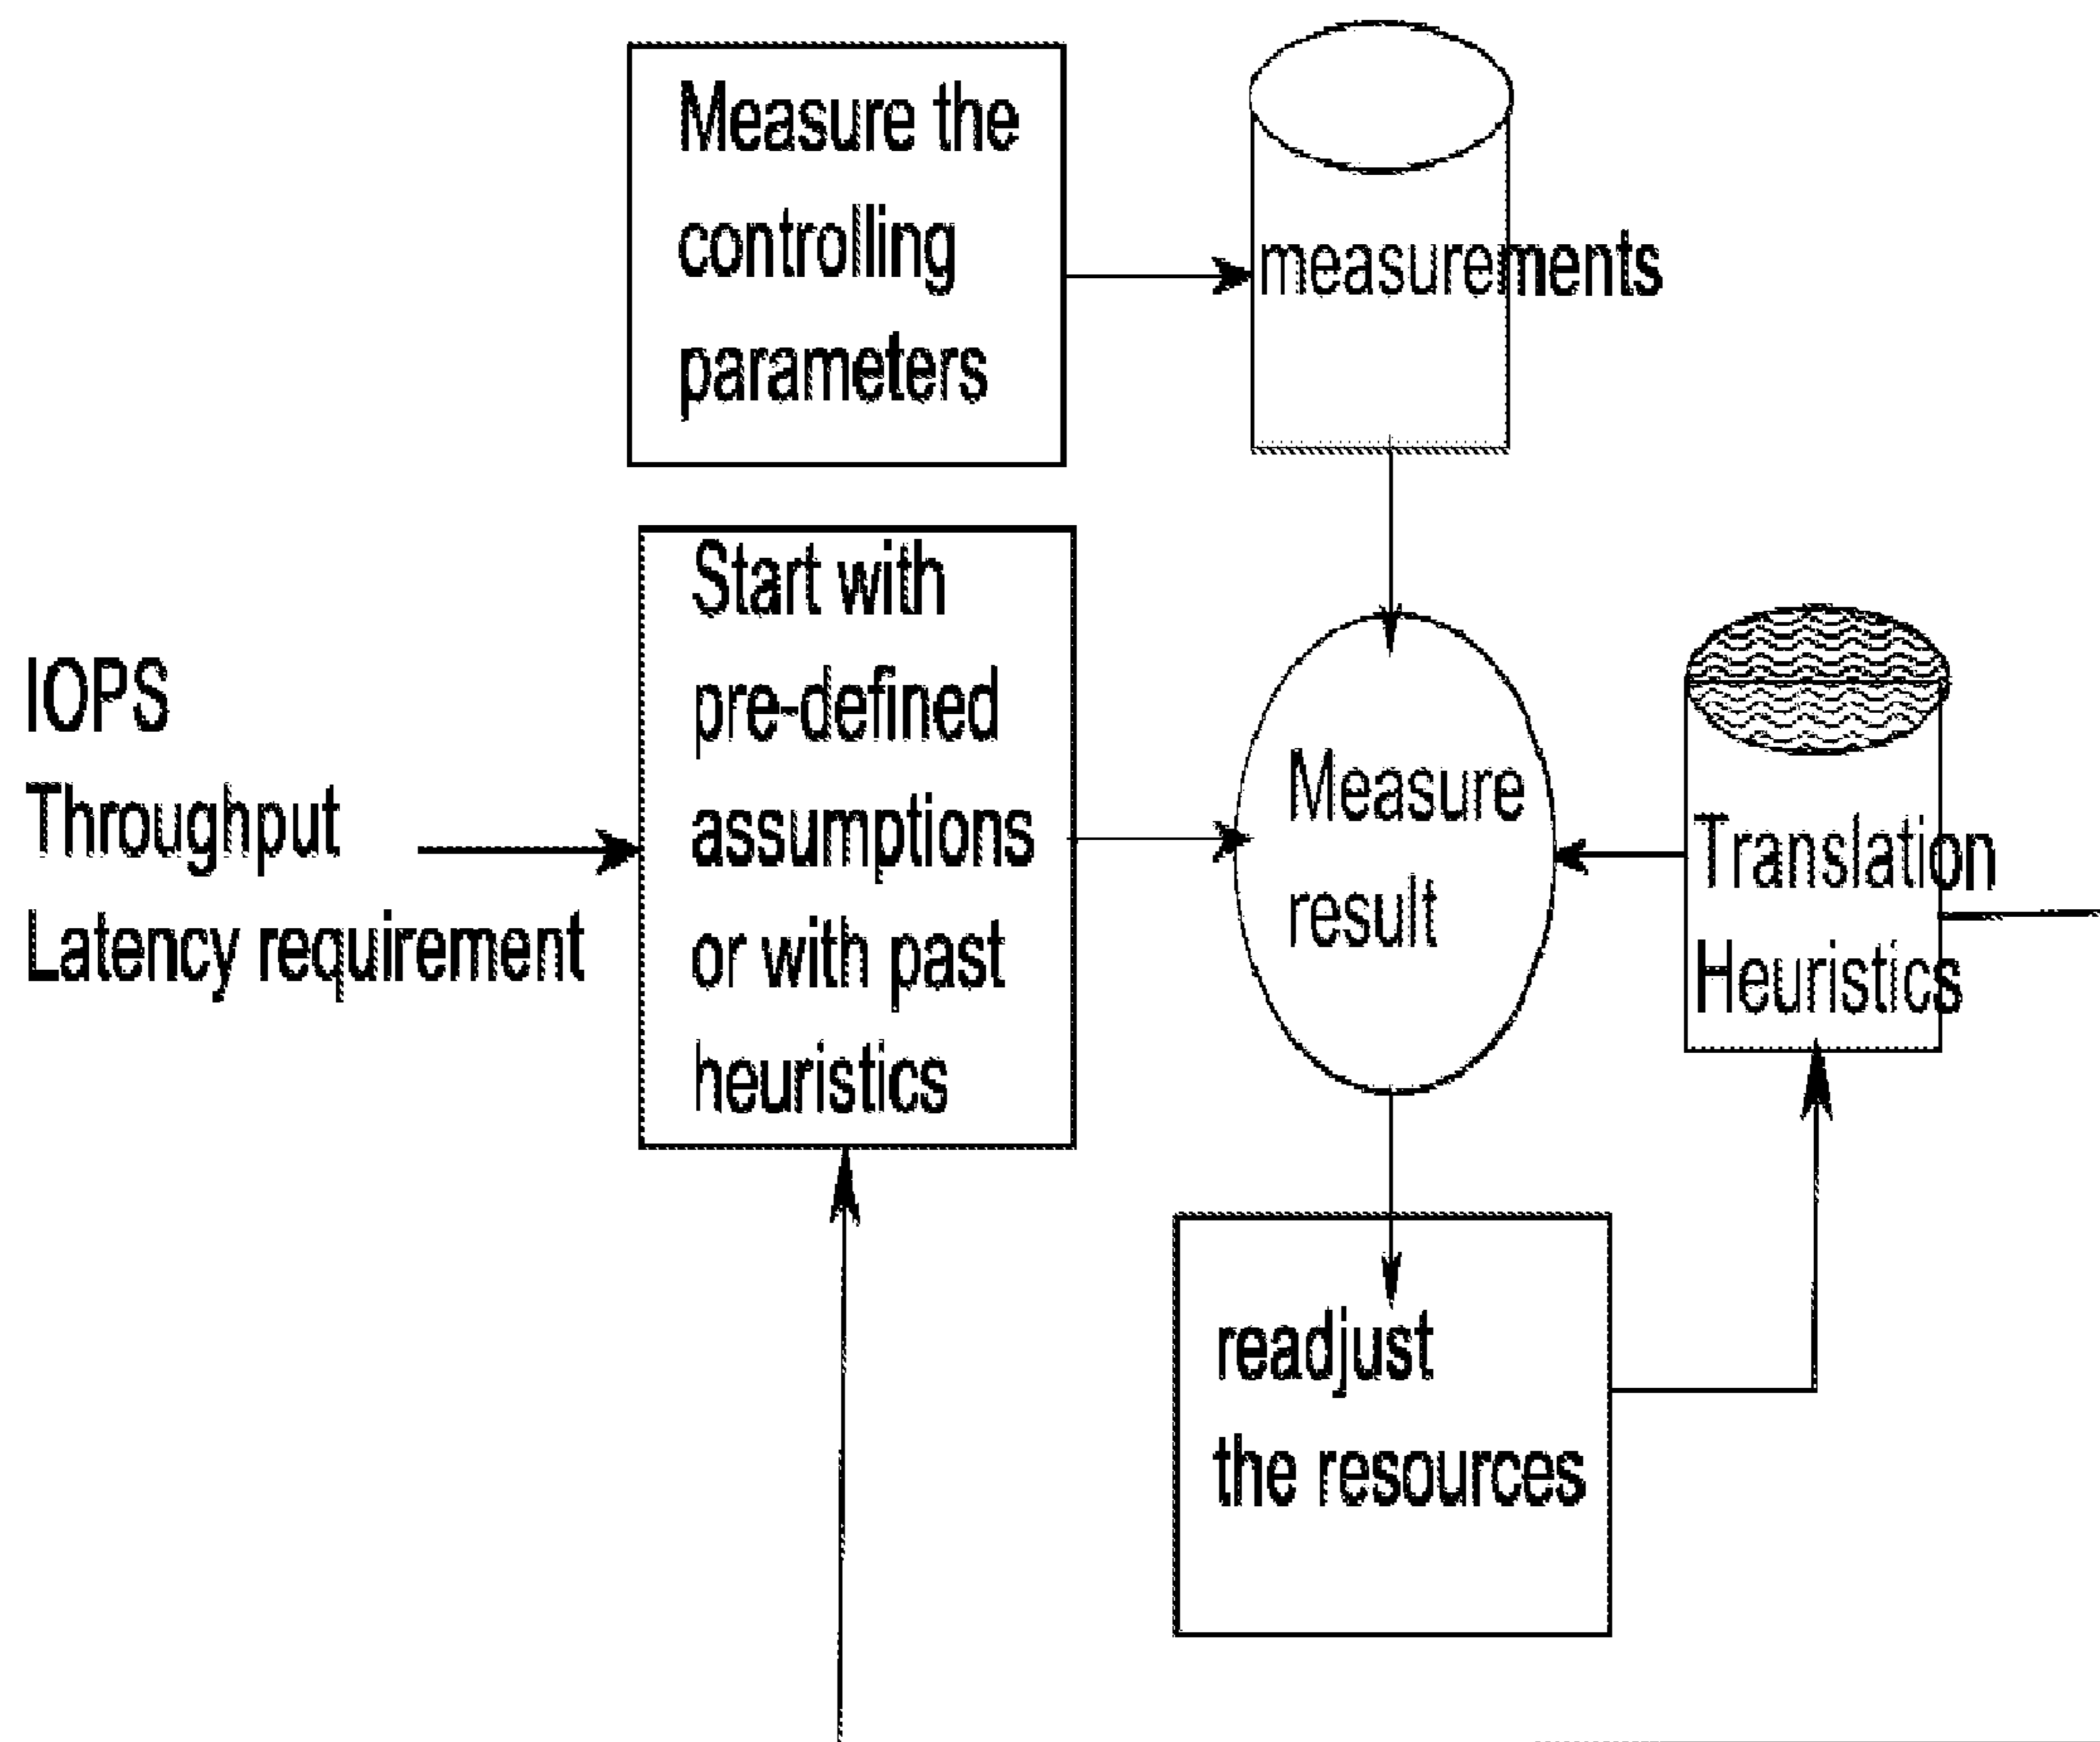 Measure the
controlling
parameters
measurements
IOPS
Throughput
Latency requirement
Start with
pre-defined
assumptions
or with past
heuristics
Measure
result
Translation
Heuristics
readjust
the resources